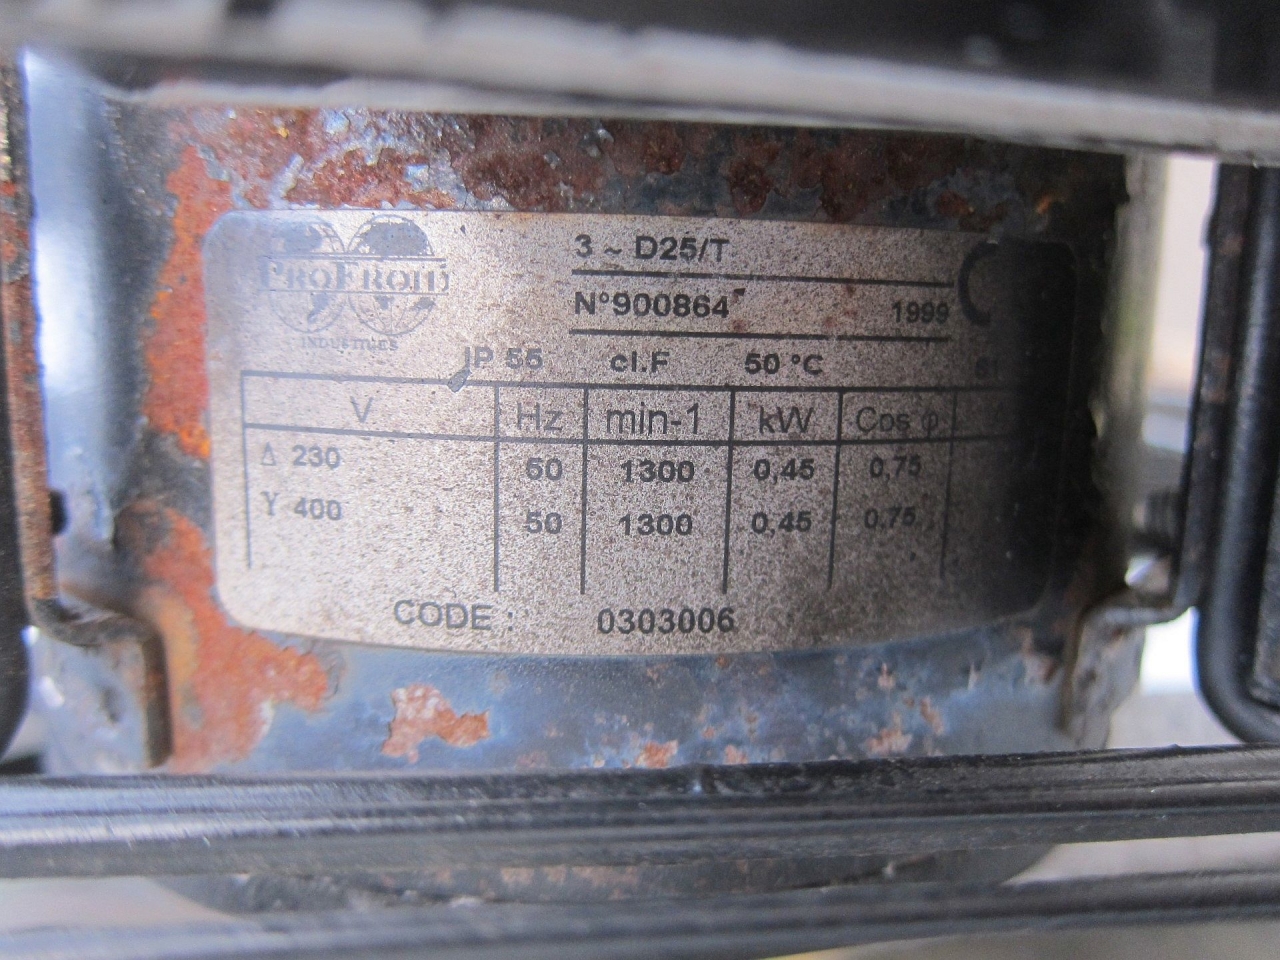 PROFROID
INDUSTRIES
3 ~ D25/T
N°900864 1999
IP 55 cl.F 50 °C S1
V Hz min-1 kW Cos φ
Δ 230 50 1300 0,45 0,75
Y 400 50 1300 0,45 0,75
CODE : 0303006